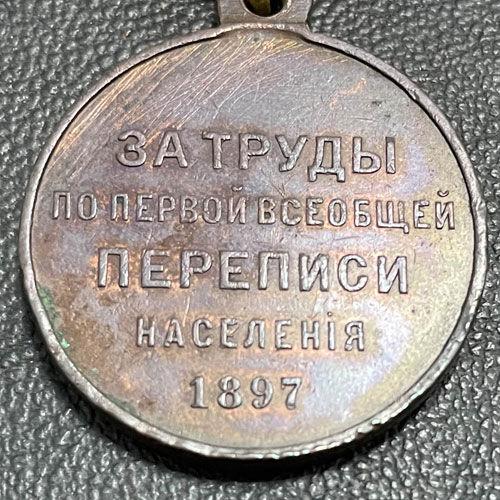 ЗА ТРУДЫ
ПО ПЕРВОЙ ВСЕОБЩЕЙ
ПЕРЕПИСИ
НАСЕЛЕНІЯ
1897